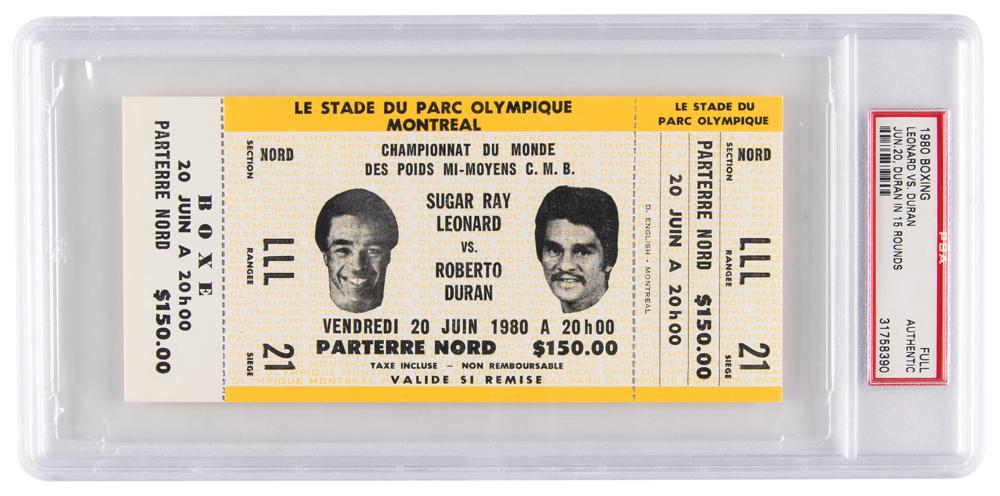 BOXE
20 JUIN A 20h00
PARTERRE NORD $150.00
LE STADE DU PARC OLYMPIQUE
MONTREAL
SECTION NORD
RANGEE LLL
SIEGE 21
CHAMPIONNAT DU MONDE
DES POIDS MI-MOYENS C. M. B.
SUGAR RAY
LEONARD
VS.
ROBERTO
DURAN
VENDREDI 20 JUIN 1980 A 20h00
PARTERRE NORD $150.00
TAXE INCLUSE – NON REMBOURSABLE
VALIDE SI REMISE
D. ENGLISH - MONTREAL
LE STADE DU
PARC OLYMPIQUE
PARTERRE NORD $150.00
20 JUIN A 20h00
SECTION NORD
RANGEE LLL
SIEGE 21
PSA
1980 BOXING
LEONARD VS. DURAN
JUN.20, DURAN IN 15 ROUNDS
FULL
AUTHENTIC
31758390